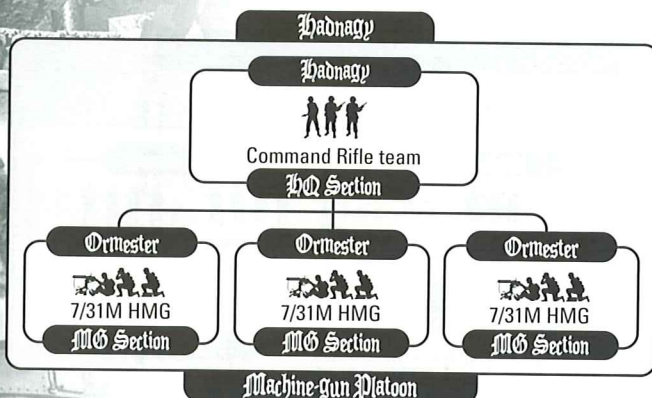 Hadnagy
Hadnagy
Command Rifle team
HQ Section
Ormester
7/31M HMG
MG Section
Ormester
7/31M HMG
MG Section
Ormester
7/31M HMG
MG Section
Machine-gun Platoon